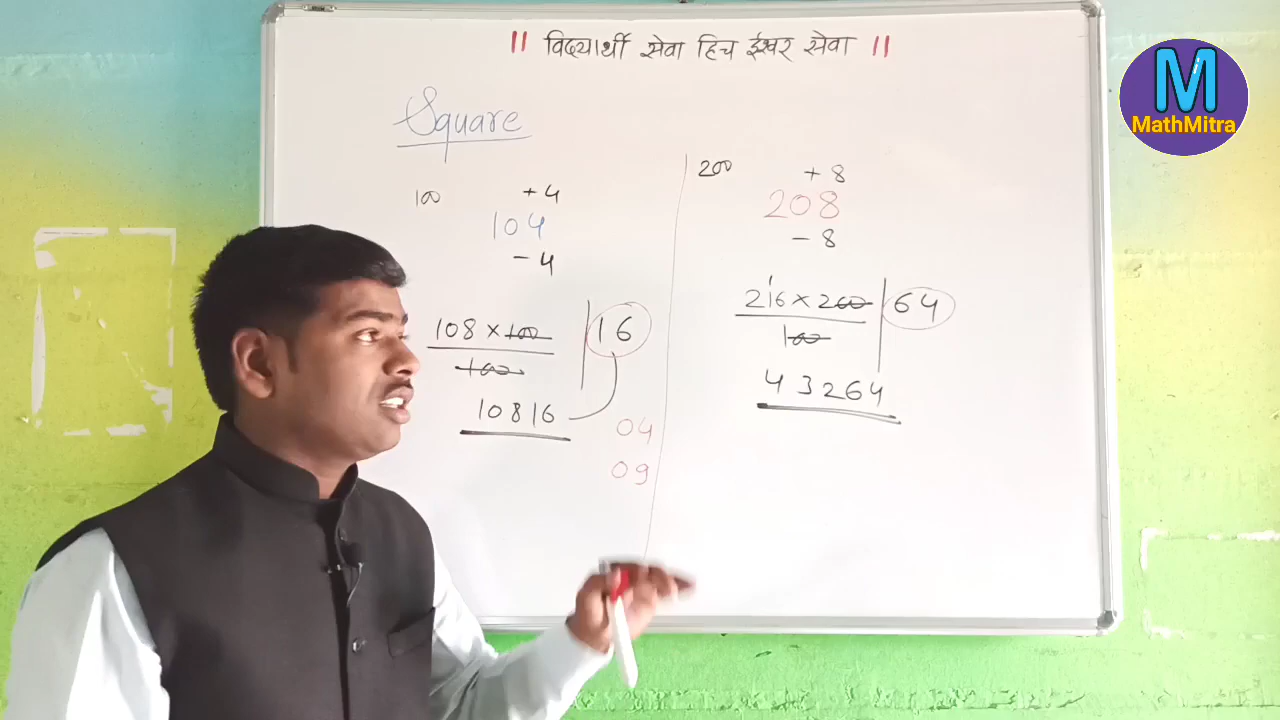 || विद्यार्थी सेवा हिच ईश्वर सेवा ||
M
MathMitra
Square
100 +4
104
-4
108 × 100 | 16
100
10816
04
09
200 +8
208
-8
216 × 200 | 64
100
43264